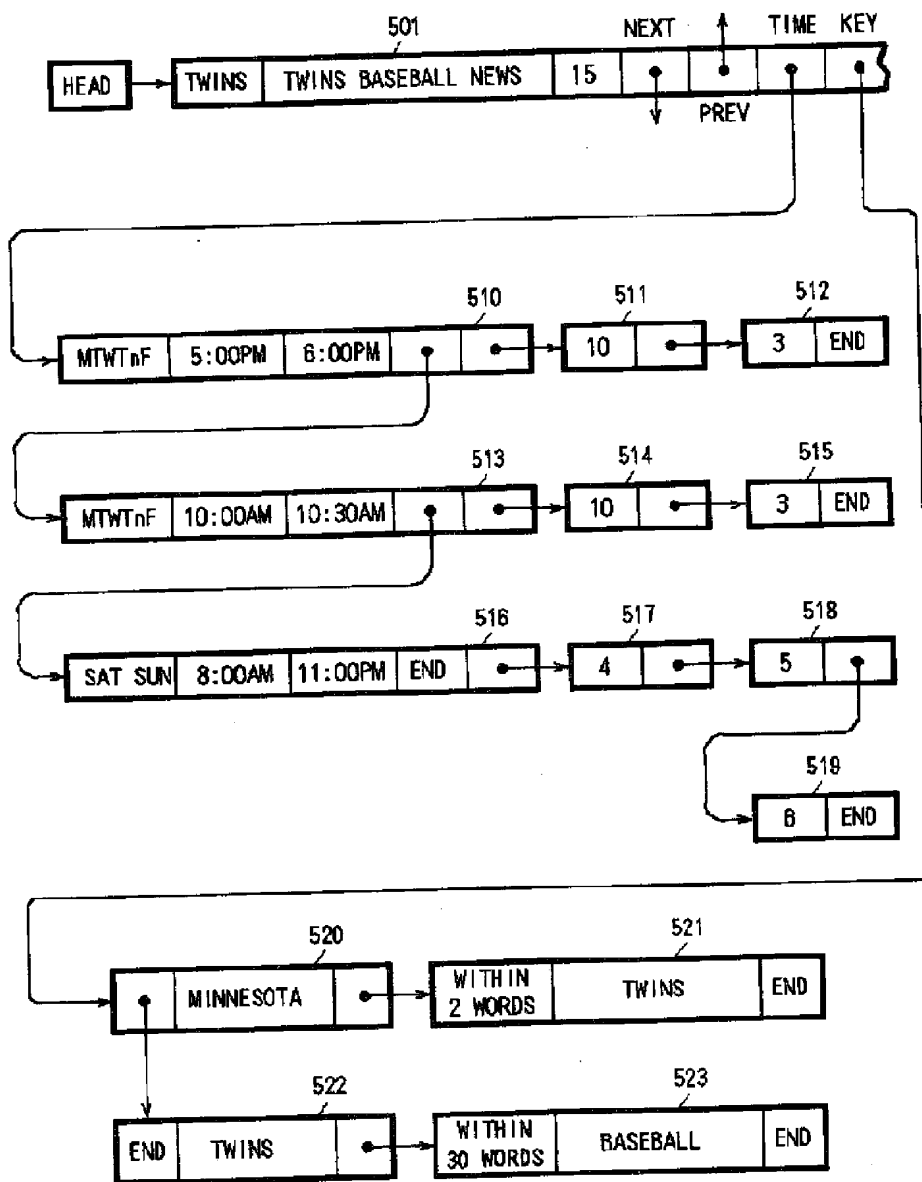 501
NEXT
TIME KEY
HEAD
TWINS TWINS BASEBALL NEWS 15
PREV
510 511 512
MTWTnF 5:00PM 6:00PM 10 3 END
513 514 515
MTWTnF 10:00AM 10:30AM 10 3 END
516 517 518
SAT SUN 8:00AM 11:00PM END 4 5
519
6 END
520 521
MINNESOTA WITHIN 2 WORDS TWINS END
522 523
END TWINS WITHIN 30 WORDS BASEBALL END